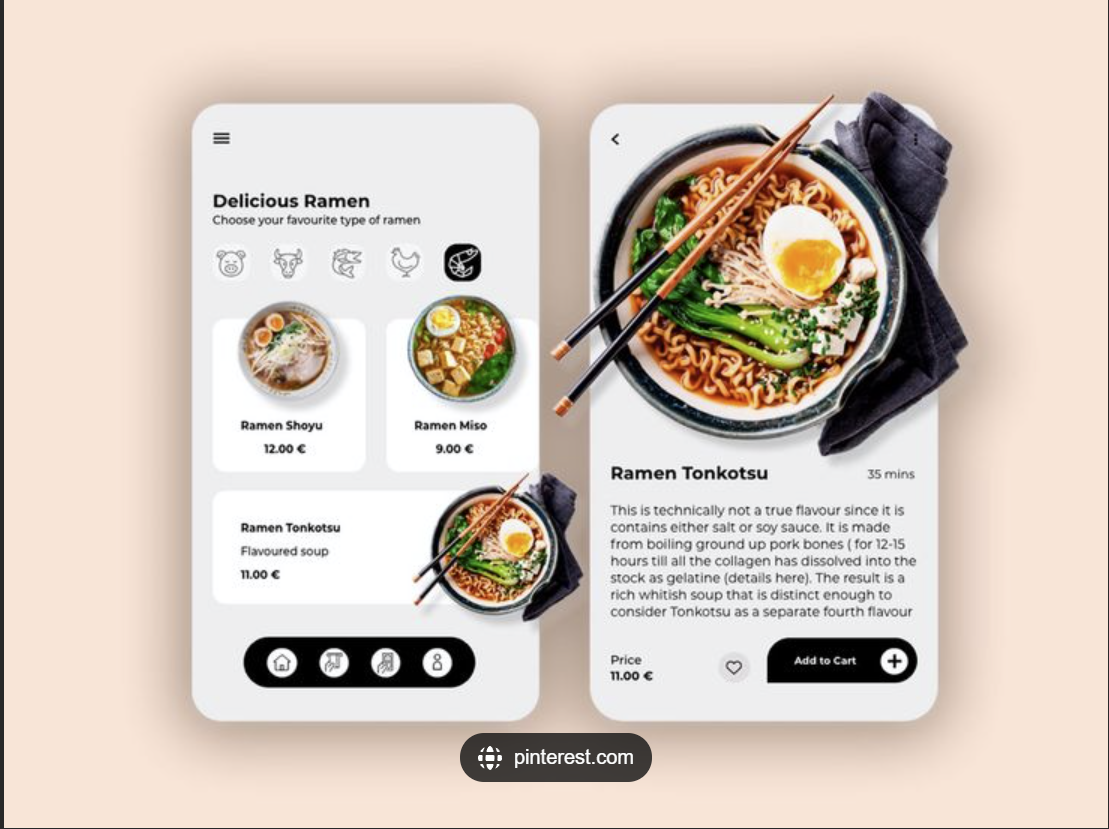 Delicious Ramen
Choose your favourite type of ramen
Ramen Shoyu
12.00 €
Ramen Miso
9.00 €
Ramen Tonkotsu
Flavoured soup
11.00 €
Ramen Tonkotsu
35 mins
This is technically not a true flavour since it is
contains either salt or soy sauce. It is made
from boiling ground up pork bones ( for 12-15
hours till all the collagen has dissolved into the
stock as gelatine (details here). The result is a
rich whitish soup that is distinct enough to
consider Tonkotsu as a separate fourth flavour
Price
11.00 €
Add to Cart
pinterest.com